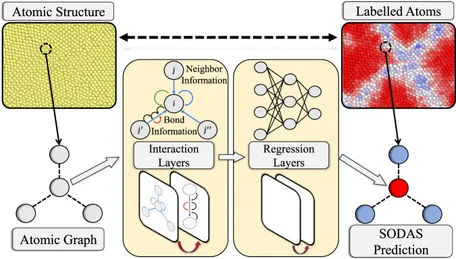 Atomic Structure
Labelled Atoms
j
Neighbor
Information
i
Bond
Information
j'
j''
Interaction
Layers
Regression
Layers
Atomic Graph
SODAS
Prediction